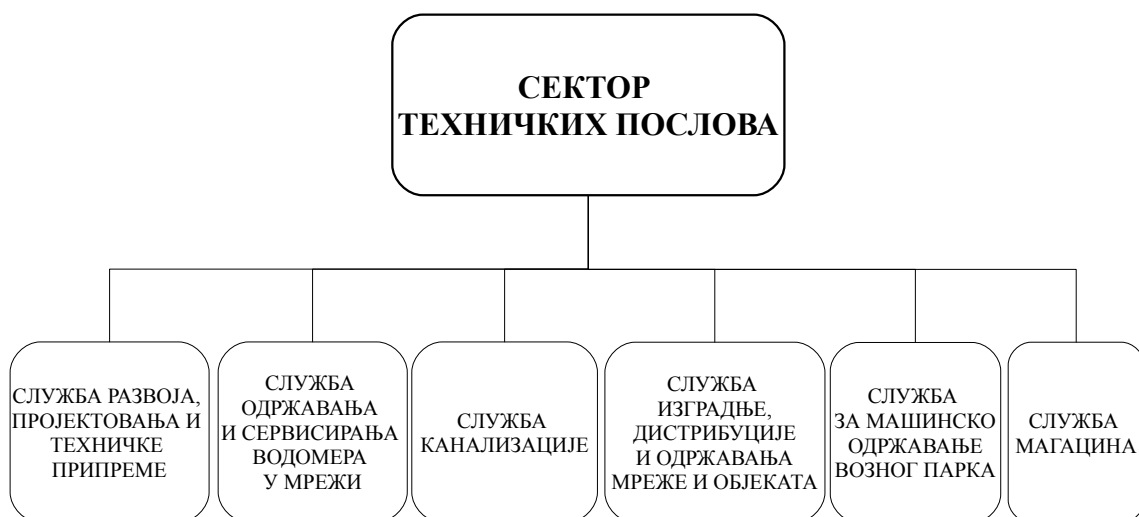 СЕКТОР
ТЕХНИЧКИХ ПОСЛОВА
СЛУЖБА РАЗВОЈА,
ПРОЈЕКТОВАЊА И
ТЕХНИЧКЕ
ПРИПРЕМЕ
СЛУЖБА
ОДРЖАВАЊА
И СЕРВИСИРАЊА
ВОДОМЕРА
У МРЕЖИ
СЛУЖБА
КАНАЛИЗАЦИЈЕ
СЛУЖБА
ИЗГРАДЊЕ,
ДИСТРИБУЦИЈЕ
И ОДРЖАВАЊА
МРЕЖЕ И ОБЈЕКАТА
СЛУЖБА
ЗА МАШИНСКО
ОДРЖАВАЊЕ
ВОЗНОГ ПАРКА
СЛУЖБА
МАГАЦИНА